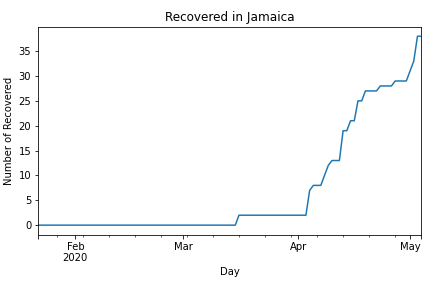 Recovered in Jamaica
Number of Recovered
35
30
25
20
15
10
5
0
Feb
2020
Mar
Apr
May
Day